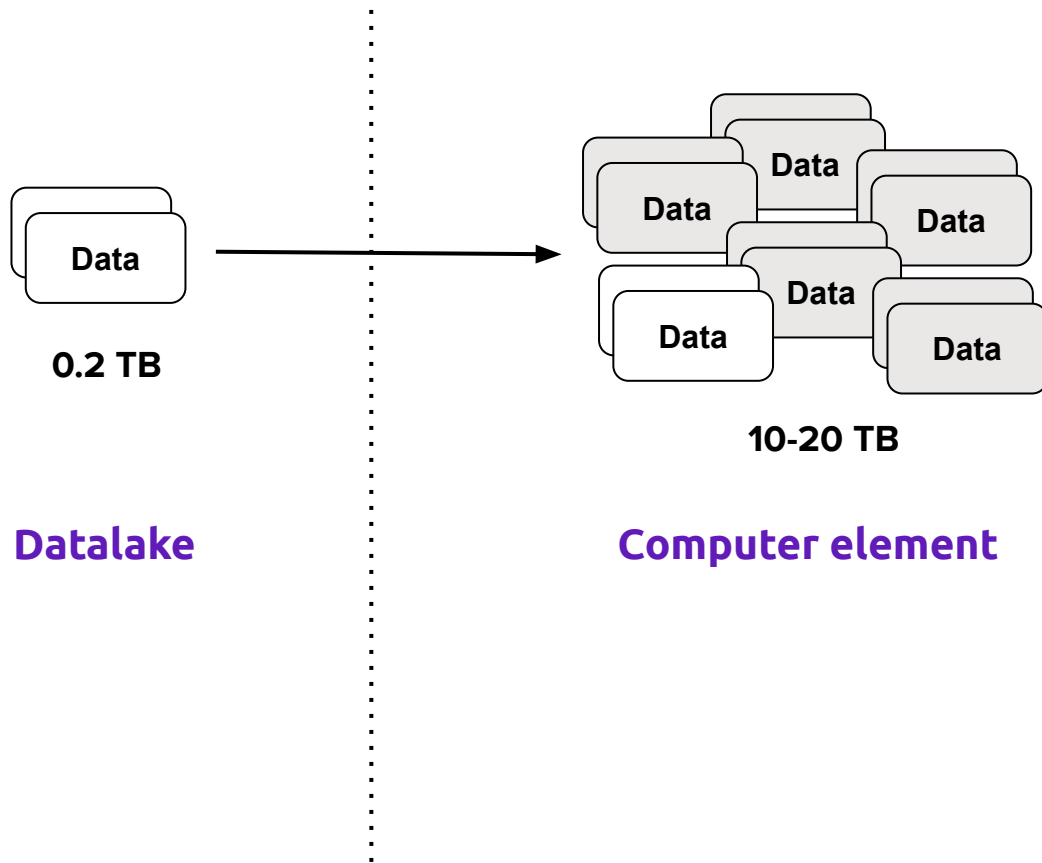 Data
0.2 TB
Datalake
Data
Data
Data
Data
Data
Data
10-20 TB
Computer element